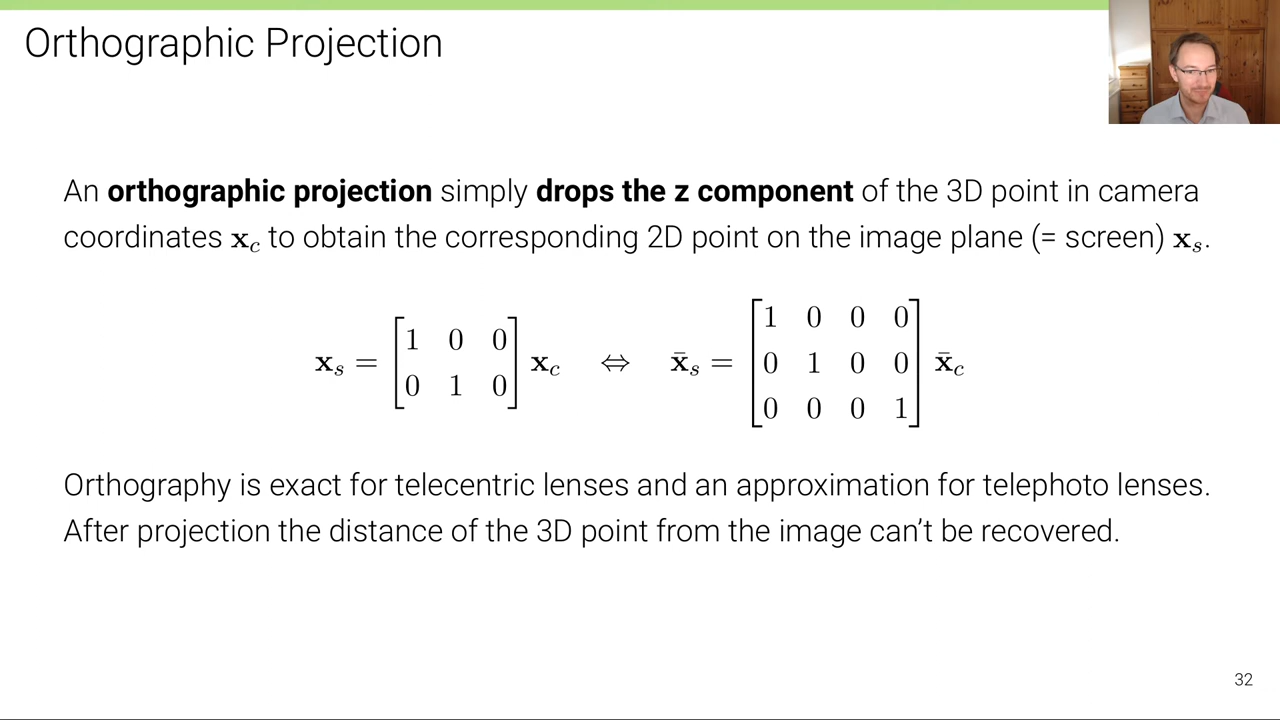 Orthographic Projection
An orthographic projection simply drops the z component of the 3D point in camera
coordinates x_c to obtain the corresponding 2D point on the image plane (= screen) x_s.
x_s = [1 0 0; 0 1 0] x_c ⇔ x̄_s = [1 0 0 0; 0 1 0 0; 0 0 0 1] x̄_c
Orthography is exact for telecentric lenses and an approximation for telephoto lenses.
After projection the distance of the 3D point from the image can't be recovered.
32